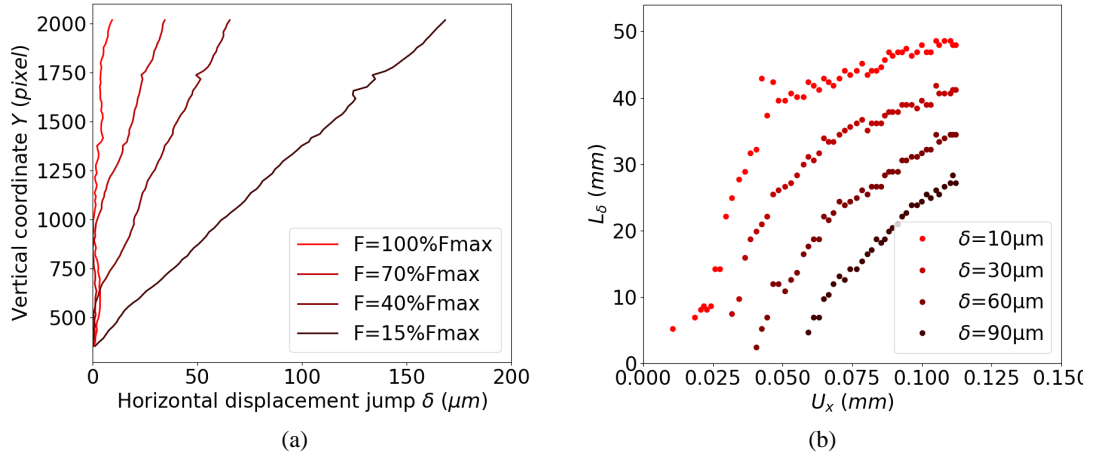 2000
1750
1500
1250
1000
750
500
Vertical coordinate Y (pixel)
F=100%Fmax
F=70%Fmax
F=40%Fmax
F=15%Fmax
0
50
100
150
200
Horizontal displacement jump δ (μm)
(a)
50
40
30
20
10
0
L_δ (mm)
δ=10μm
δ=30μm
δ=60μm
δ=90μm
0.000
0.025
0.050
0.075
0.100
0.125
0.150
U_x (mm)
(b)